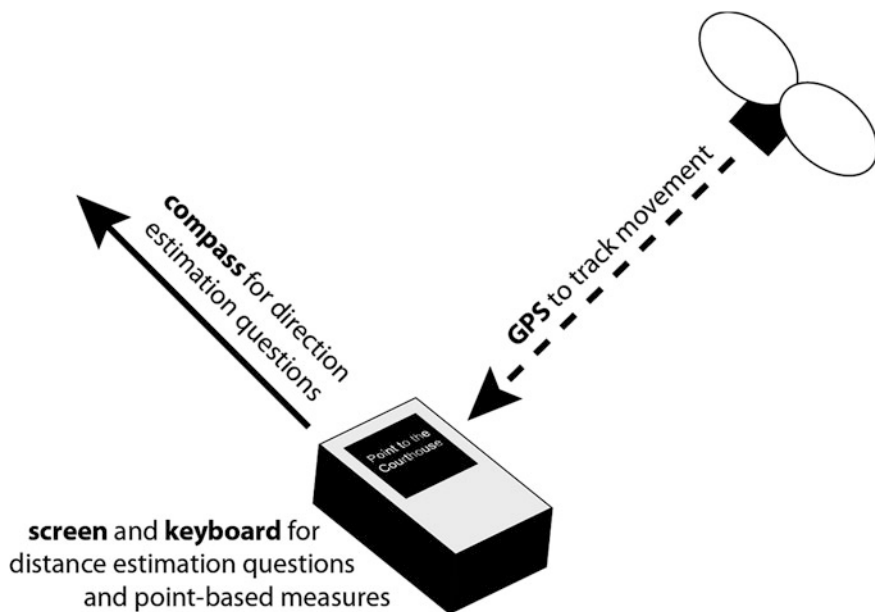 compass for direction
estimation questions
GPS to track movement
Point to the
Courthouse
screen and keyboard for
distance estimation questions
and point-based measures